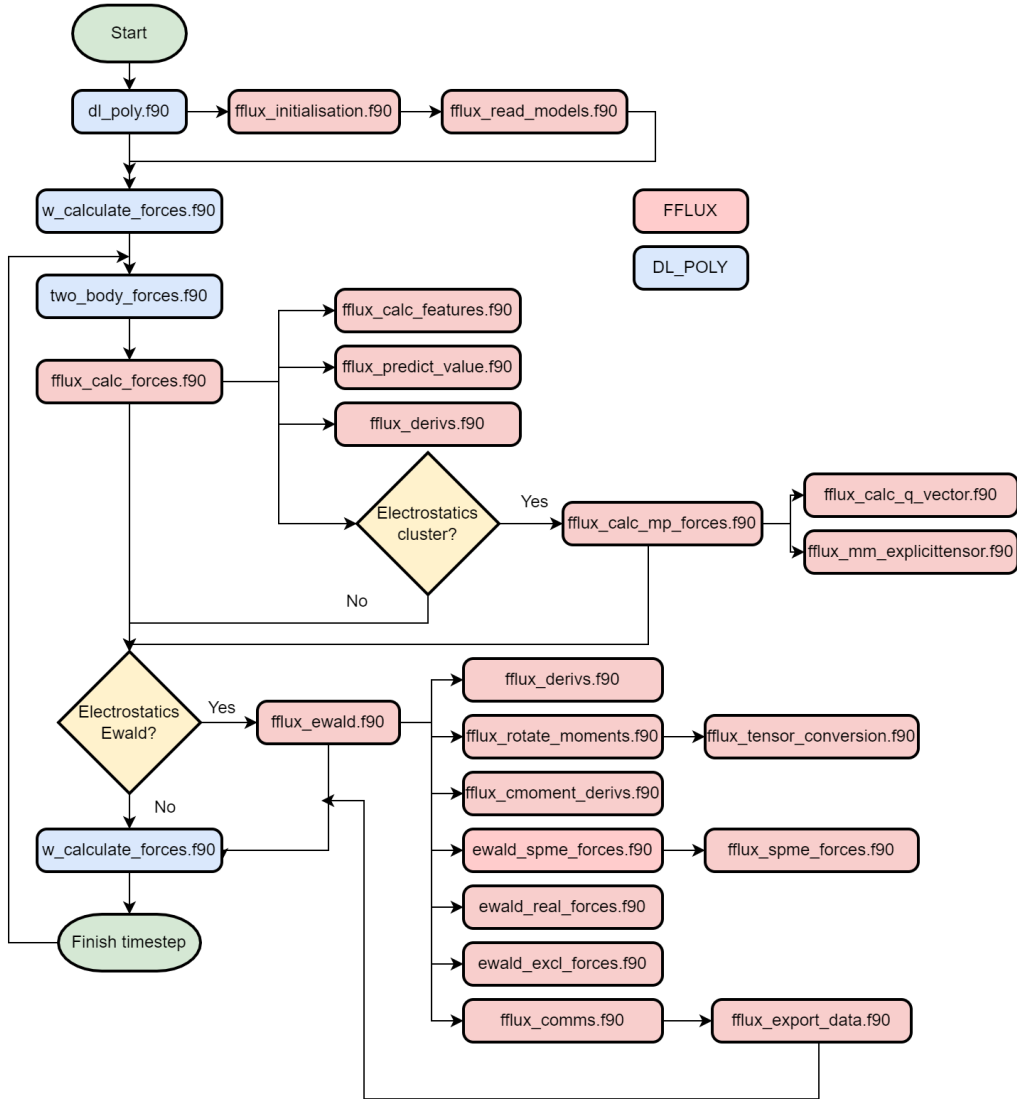 Start
dl_poly.f90
fflux_initialisation.f90
fflux_read_models.f90
w_calculate_forces.f90
FFLUX
DL_POLY
two_body_forces.f90
fflux_calc_features.f90
fflux_predict_value.f90
fflux_calc_forces.f90
fflux_derivs.f90
Electrostatics
cluster?
Yes
fflux_calc_mp_forces.f90
fflux_calc_q_vector.f90
fflux_mm_explicittensor.f90
No
Electrostatics
Ewald?
Yes
fflux_ewald.f90
fflux_derivs.f90
fflux_rotate_moments.f90
fflux_tensor_conversion.f90
fflux_cmoment_derivs.f90
No
w_calculate_forces.f90
ewald_spme_forces.f90
fflux_spme_forces.f90
ewald_real_forces.f90
Finish timestep
ewald_excl_forces.f90
fflux_comms.f90
fflux_export_data.f90